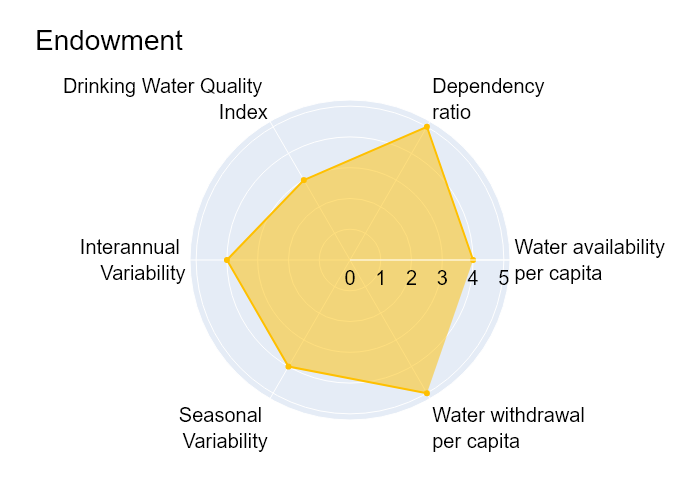 Endowment
Drinking Water Quality
Index
Dependency
ratio
Interannual
Variability
Water availability
per capita
0 1 2 3 4 5
Seasonal
Variability
Water withdrawal
per capita